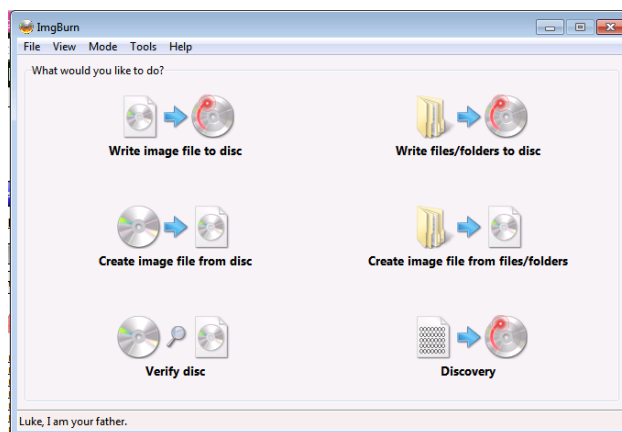 ImgBurn
File View Mode Tools Help
What would you like to do?
Write image file to disc
Write files/folders to disc
Create image file from disc
Create image file from files/folders
Verify disc
Discovery
Luke, I am your father.